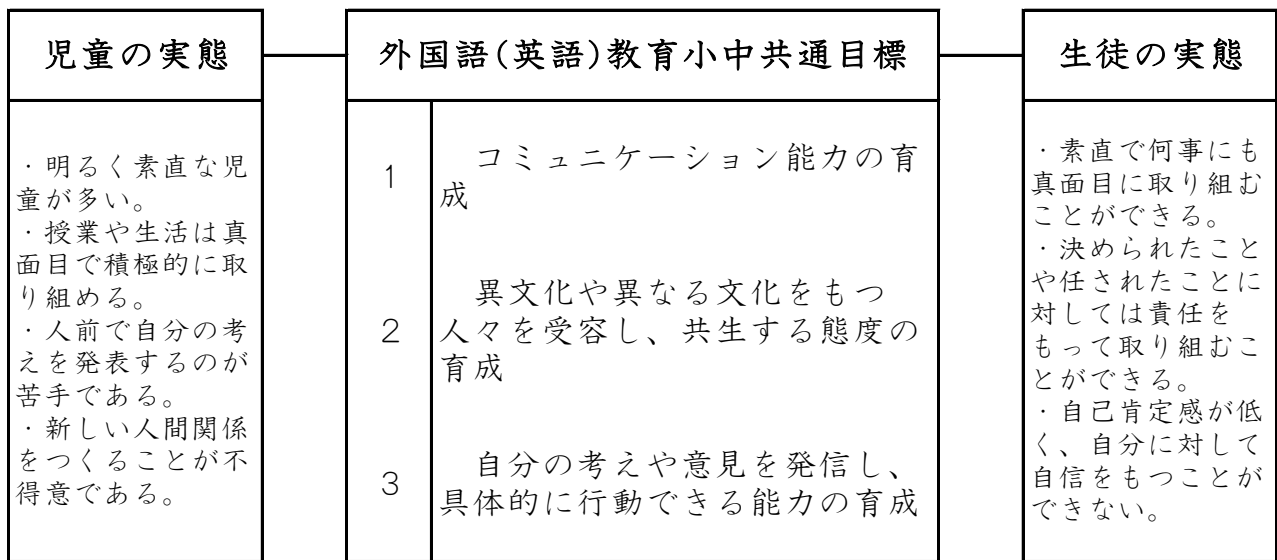 児童の実態
・明るく素直な児
童が多い。
・授業や生活は真
面目で積極的に取
り組める。
・人前で自分の考
えを発表するのが
苦手である。
・新しい人間関係
をつくることが不
得意である。
外国語(英語)教育小中共通目標
1
コミュニケーション能力の育
成
2
異文化や異なる文化をもつ
人々を受容し、共生する態度の
育成
3
自分の考えや意見を発信し、
具体的に行動できる能力の育成
生徒の実態
・素直で何事にも
真面目に取り組む
ことができる。
・決められたこと
や任されたことに
対しては責任を
もって取り組むこ
とができる。
・自己肯定感が低
く、自分に対して
自信をもつことが
できない。